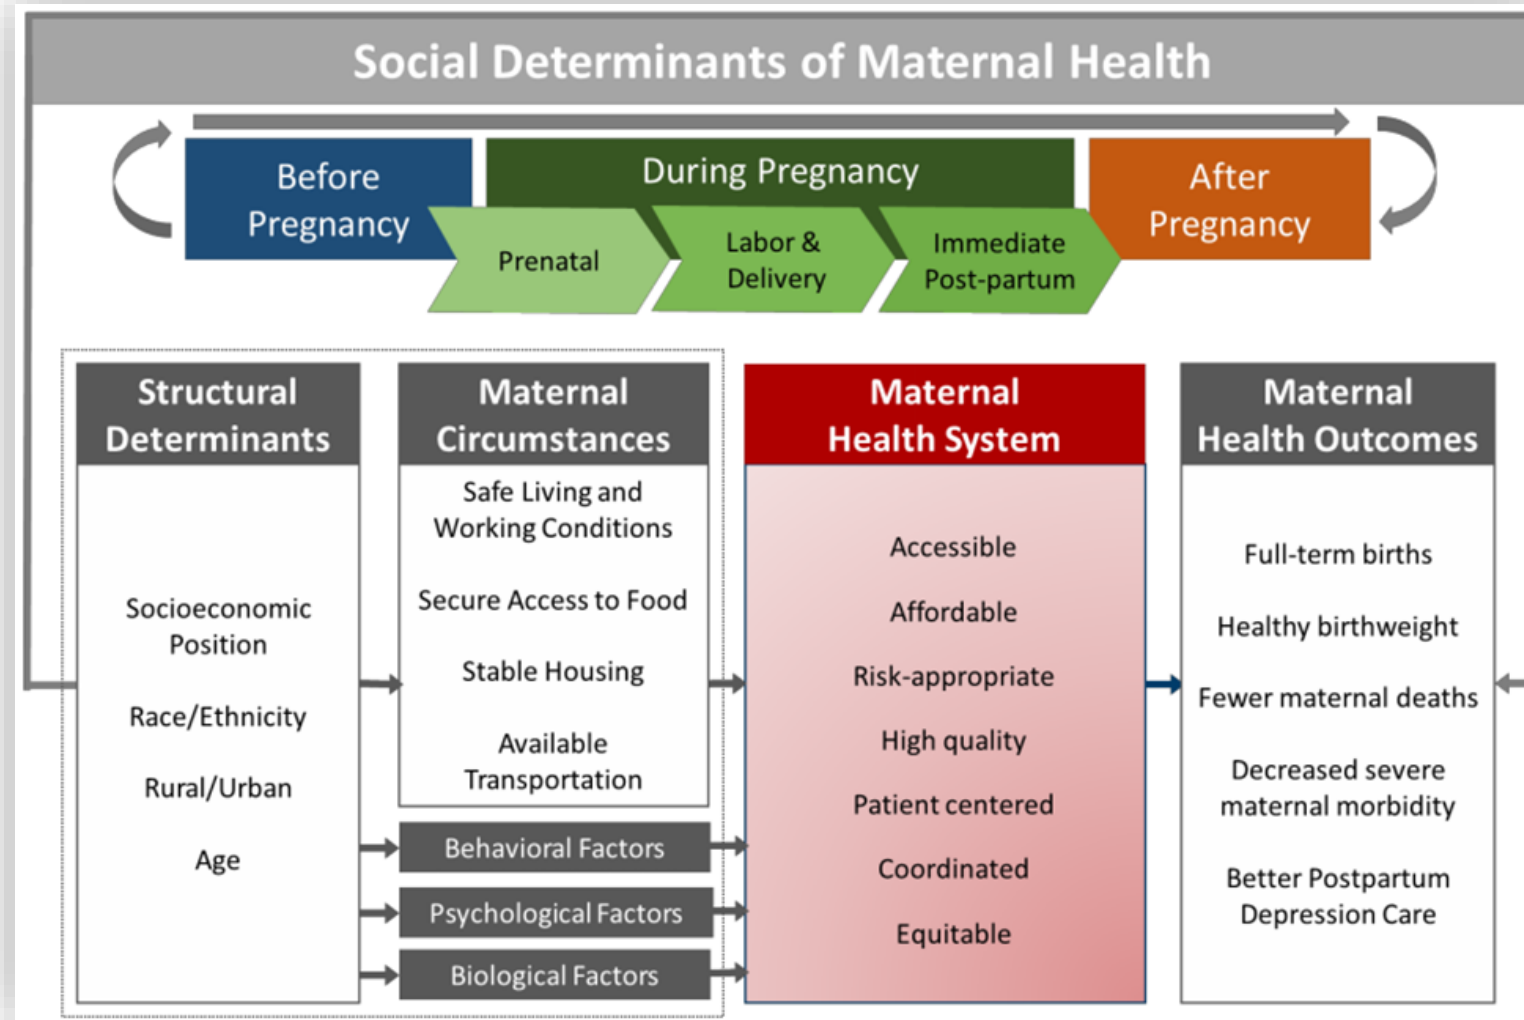 Social Determinants of Maternal Health
Before
Pregnancy
During Pregnancy
Prenatal
Labor &
Delivery
Immediate
Post-partum
After
Pregnancy
Structural
Determinants
Socioeconomic
Position
Race/Ethnicity
Rural/Urban
Age
Maternal
Circumstances
Safe Living and
Working Conditions
Secure Access to Food
Stable Housing
Available
Transportation
Behavioral Factors
Psychological Factors
Biological Factors
Maternal
Health System
Accessible
Affordable
Risk-appropriate
High quality
Patient centered
Coordinated
Equitable
Maternal
Health Outcomes
Full-term births
Healthy birthweight
Fewer maternal deaths
Decreased severe
maternal morbidity
Better Postpartum
Depression Care